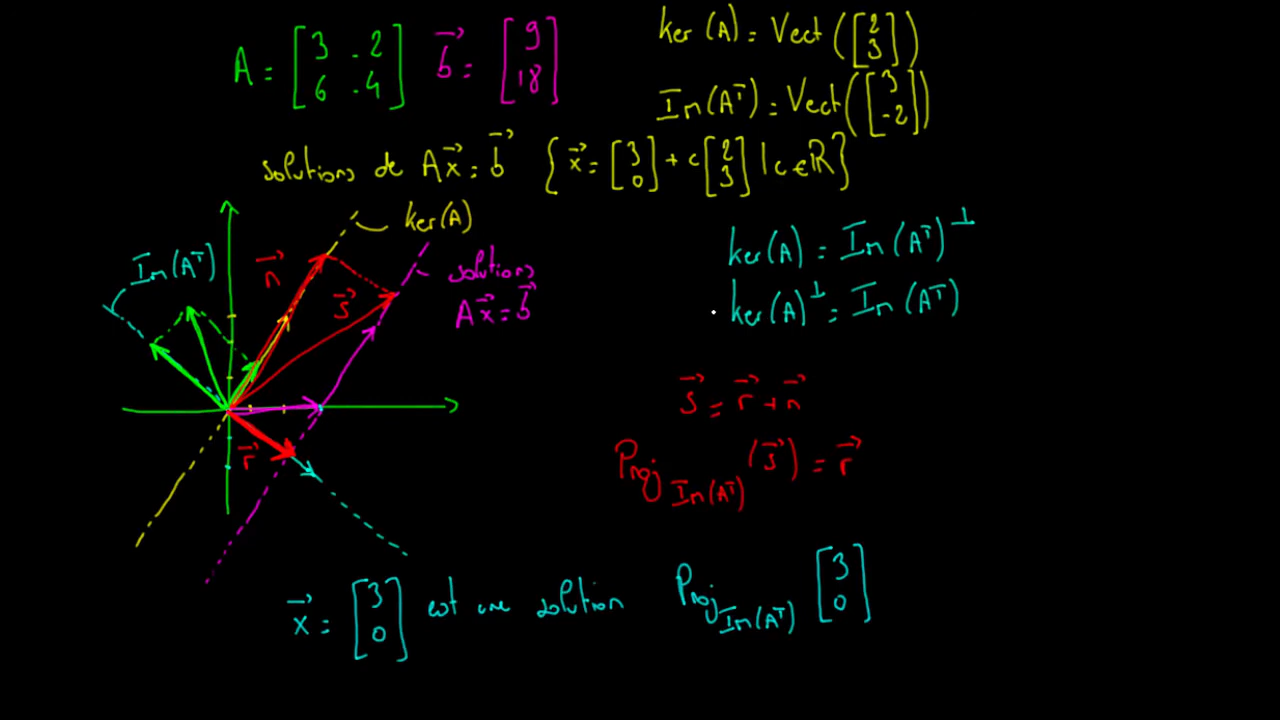 A = [3 -2; 6 -4] b⃗ = [9; 18]
ker(A) = Vect([2; 3])
Im(Aᵀ) = Vect([3; -2])
solutions de Ax⃗ = b⃗ {x⃗ = [3; 0] + c[2; 3] | c ∈ ℝ}
ker(A)
Im(Aᵀ)
n⃗
s⃗
solutions
Ax⃗ = b⃗
r⃗
ker(A) = Im(Aᵀ)^⊥
ker(A)^⊥ = Im(Aᵀ)
s⃗ = r⃗ + n⃗
Proj_Im(Aᵀ) (s⃗) = r⃗
x⃗ = [3; 0] est une solution Proj_Im(Aᵀ) [3; 0]